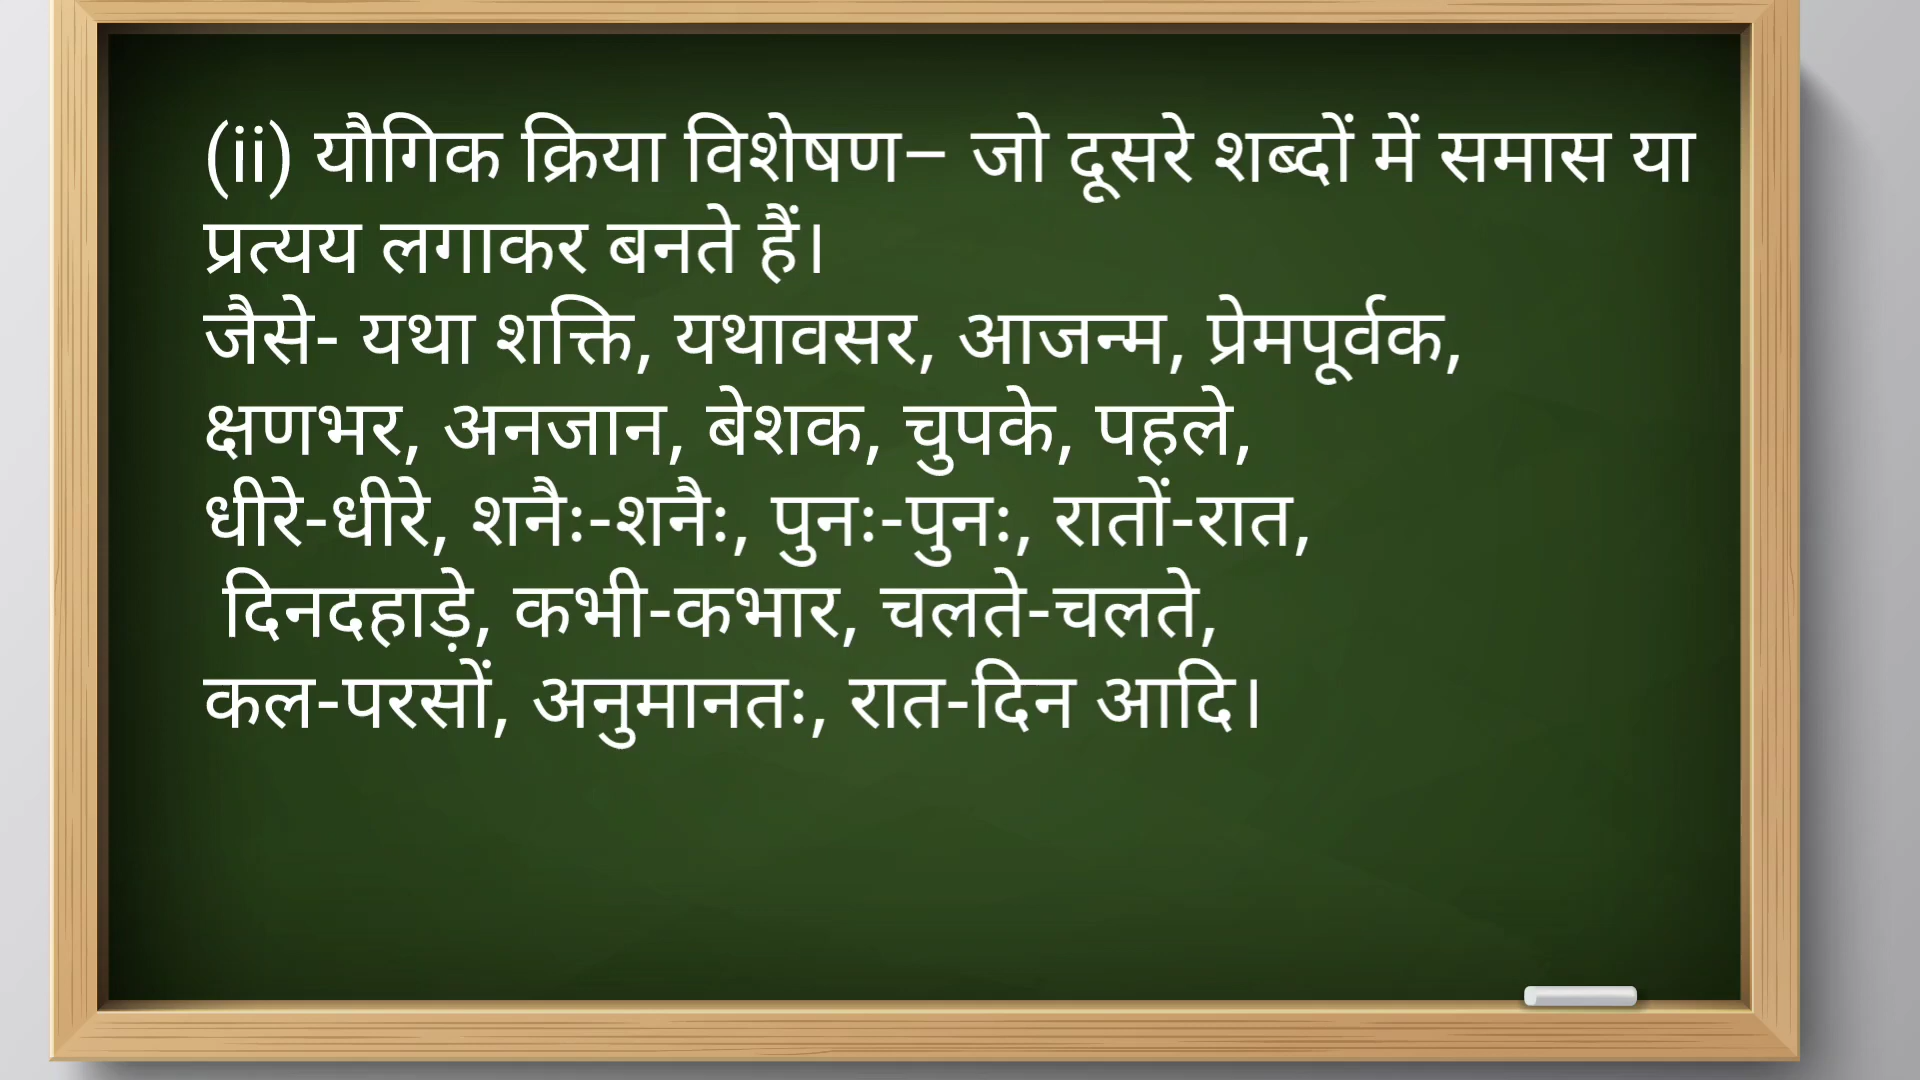 (ii) यौगिक क्रिया विशेषण– जो दूसरे शब्दों में समास या
प्रत्यय लगाकर बनते हैं।
जैसे- यथा शक्ति, यथावसर, आजन्म, प्रेमपूर्वक,
क्षणभर, अनजान, बेशक, चुपके, पहले,
धीरे-धीरे, शनैः-शनैः, पुनः-पुनः, रातों-रात,
दिनदहाड़े, कभी-कभार, चलते-चलते,
कल-परसों, अनुमानतः, रात-दिन आदि।